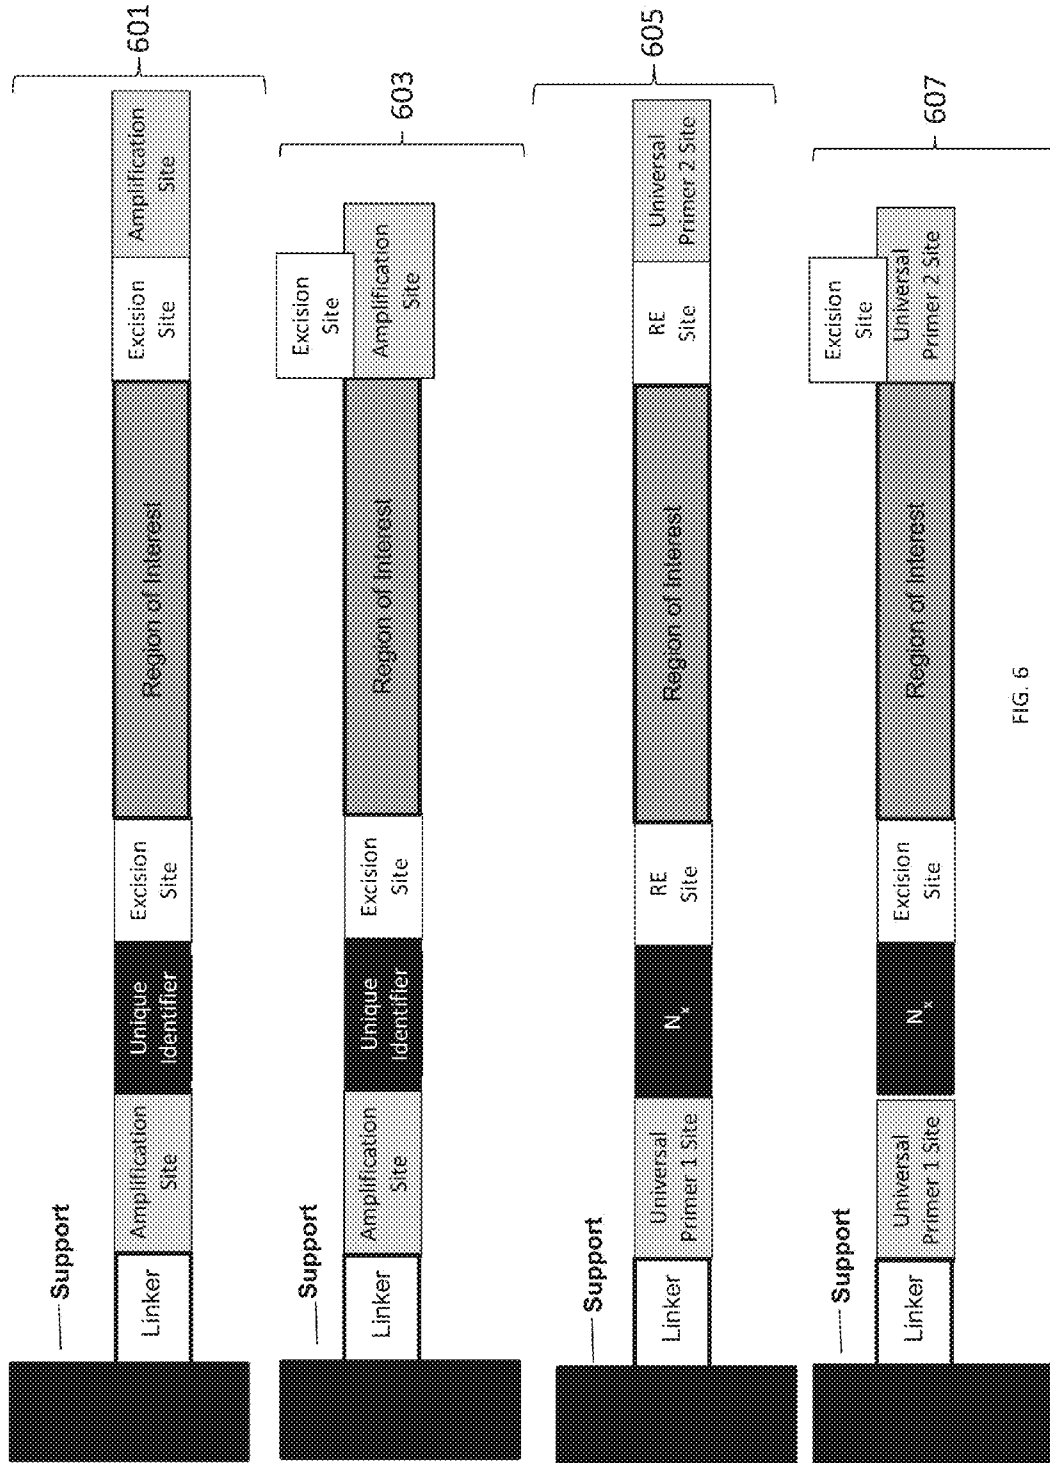 601
Support
Linker
Amplification
Site
Unique
Identifier
Excision
Site
Region of Interest
Excision
Site
Amplification
Site
603
Support
Linker
Amplification
Site
Unique
Identifier
Excision
Site
Region of Interest
Excision
Site
Amplification
Site
605
Support
Linker
Universal
Primer 1 Site
Nx
RE
Site
Region of Interest
RE
Site
Universal
Primer 2 Site
607
Support
Linker
Universal
Primer 1 Site
Nx
Excision
Site
Region of Interest
Excision
Site
Universal
Primer 2 Site
FIG. 6